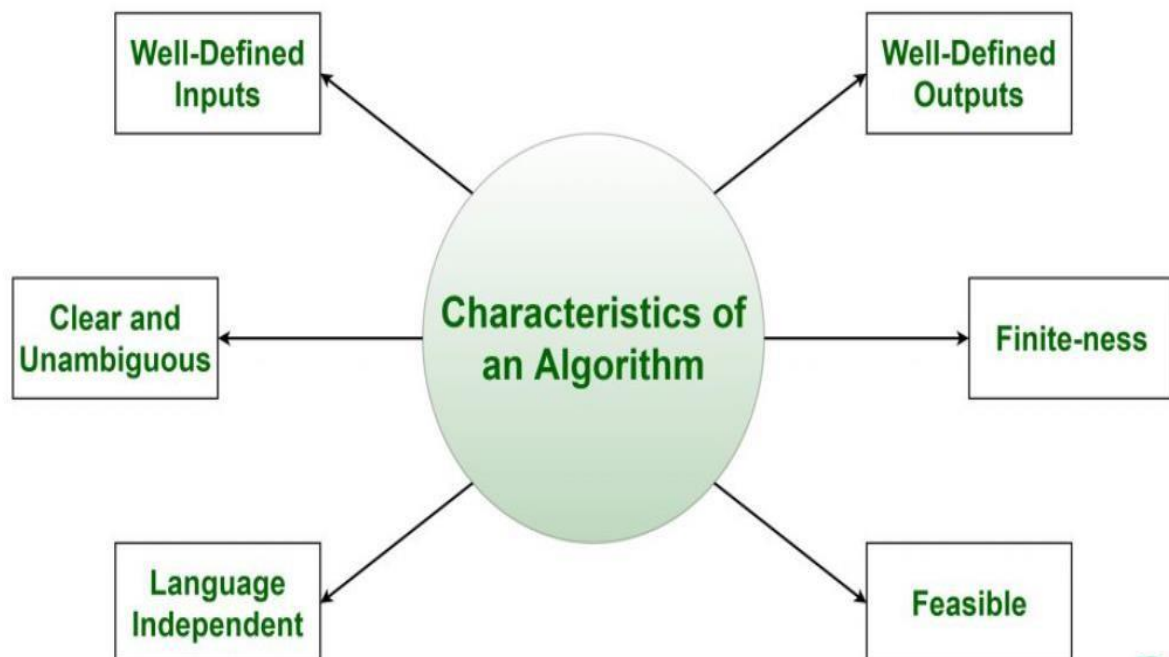 Well-Defined
Inputs
Well-Defined
Outputs
Clear and
Unambiguous
Characteristics of
an Algorithm
Finite-ness
Language
Independent
Feasible